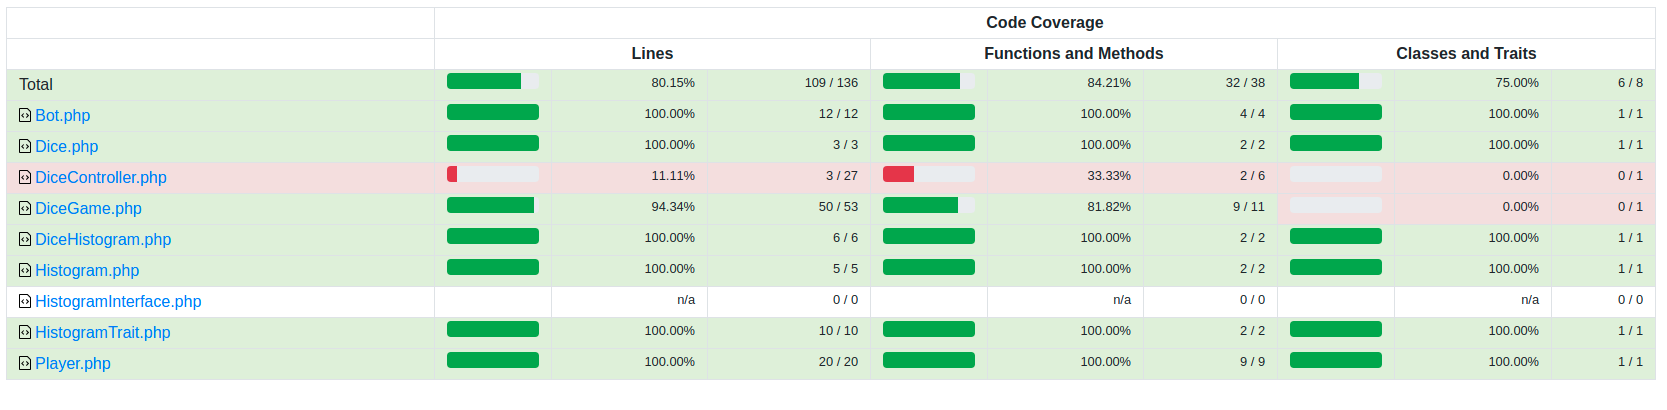 Code Coverage
Lines Functions and Methods Classes and Traits
Total 80.15% 109 / 136 84.21% 32 / 38 75.00% 6 / 8
Bot.php 100.00% 12 / 12 100.00% 4 / 4 100.00% 1 / 1
Dice.php 100.00% 3 / 3 100.00% 2 / 2 100.00% 1 / 1
DiceController.php 11.11% 3 / 27 33.33% 2 / 6 0.00% 0 / 1
DiceGame.php 94.34% 50 / 53 81.82% 9 / 11 0.00% 0 / 1
DiceHistogram.php 100.00% 6 / 6 100.00% 2 / 2 100.00% 1 / 1
Histogram.php 100.00% 5 / 5 100.00% 2 / 2 100.00% 1 / 1
HistogramInterface.php n/a 0 / 0 n/a 0 / 0 n/a 0 / 0
HistogramTrait.php 100.00% 10 / 10 100.00% 2 / 2 100.00% 1 / 1
Player.php 100.00% 20 / 20 100.00% 9 / 9 100.00% 1 / 1